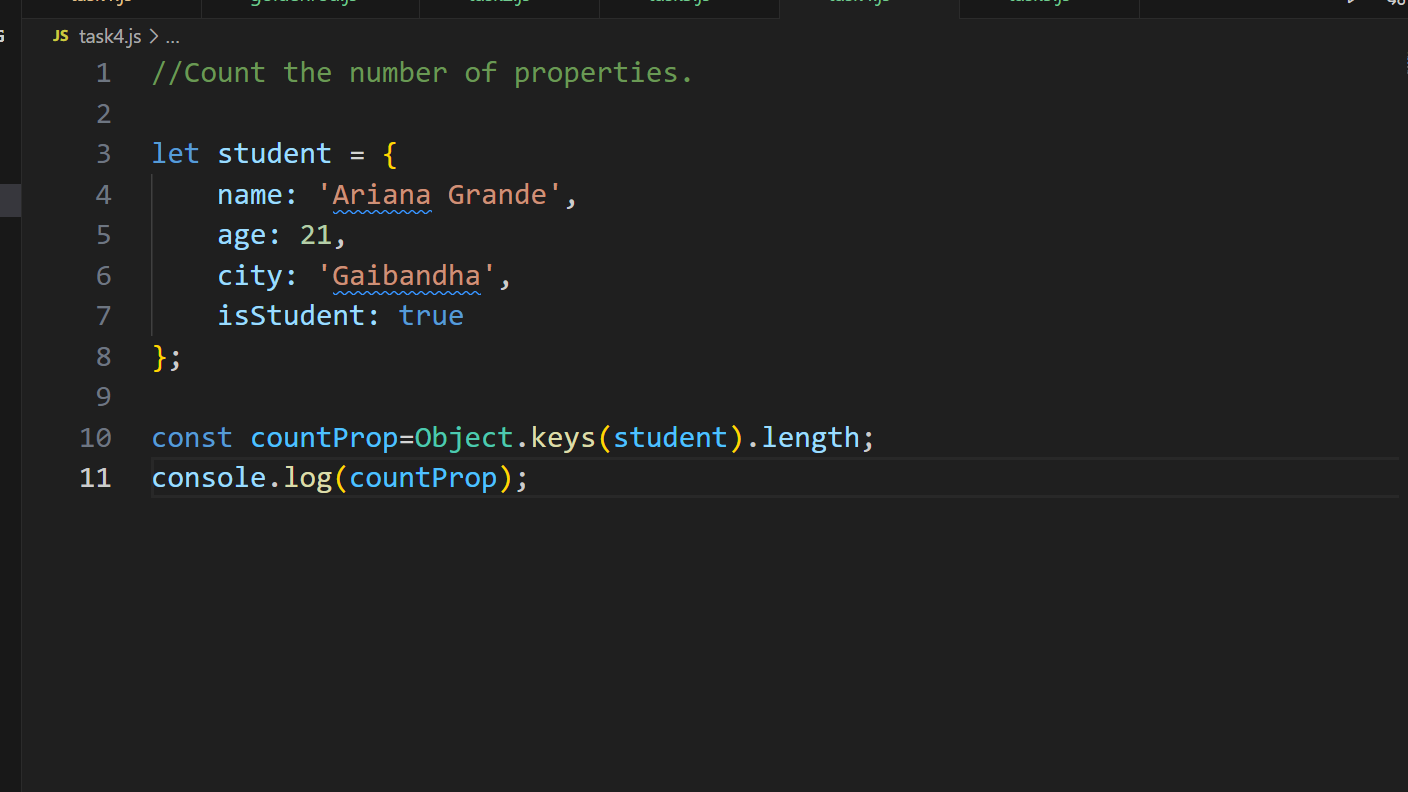 JS task4.js > ...
1 //Count the number of properties.
2
3 let student = {
4     name: 'Ariana Grande',
5     age: 21,
6     city: 'Gaibandha',
7     isStudent: true
8 };
9
10 const countProp=Object.keys(student).length;
11 console.log(countProp);